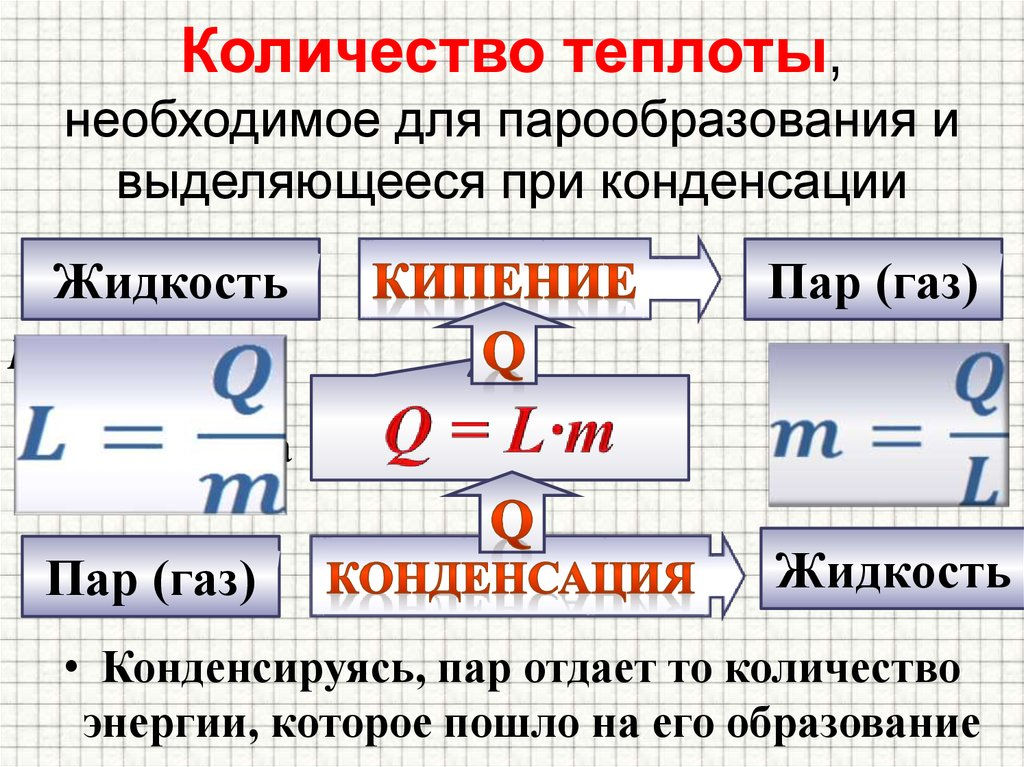 Количество теплоты,
необходимое для парообразования и
выделяющееся при конденсации
Жидкость КИПЕНИЕ Пар (газ)
Q
L = Q/m
Q = L·m
m = Q/L
Q
Пар (газ) КОНДЕНСАЦИЯ Жидкость
• Конденсируясь, пар отдает то количество
энергии, которое пошло на его образование